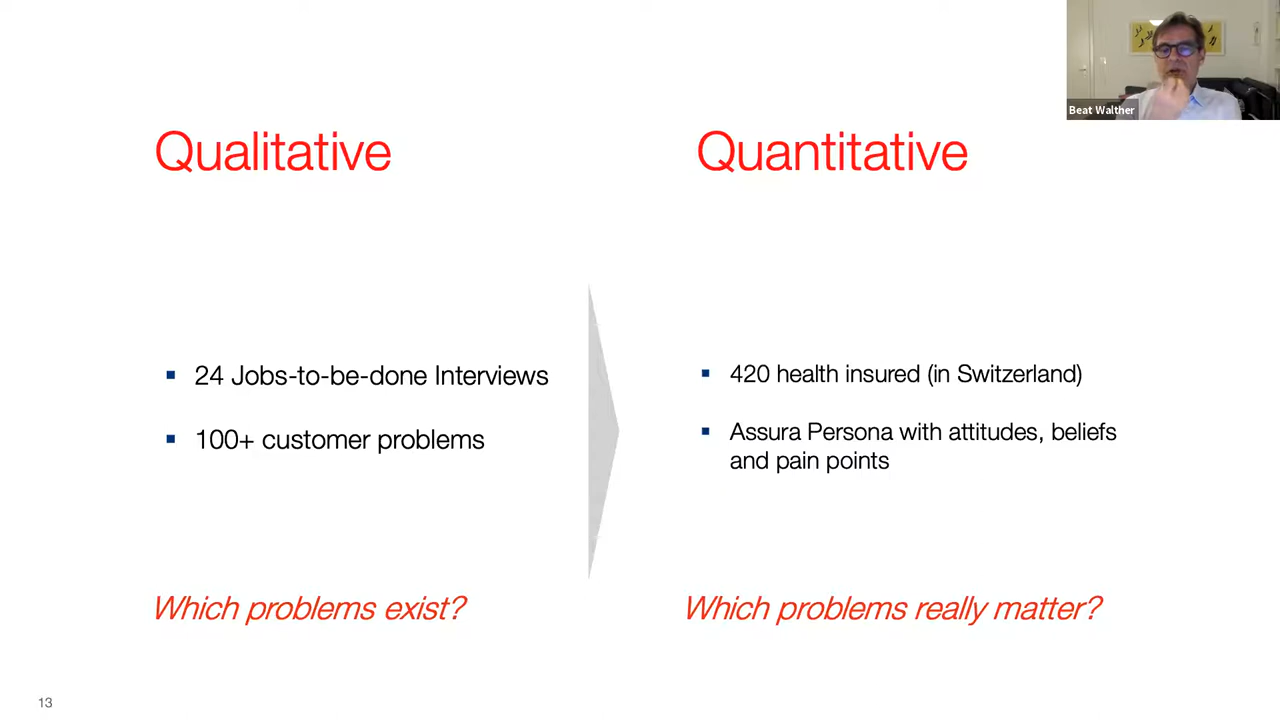 Beat Walther
Qualitative
Quantitative
24 Jobs-to-be-done Interviews
100+ customer problems
420 health insured (in Switzerland)
Assura Persona with attitudes, beliefs
and pain points
Which problems exist?
Which problems really matter?
13